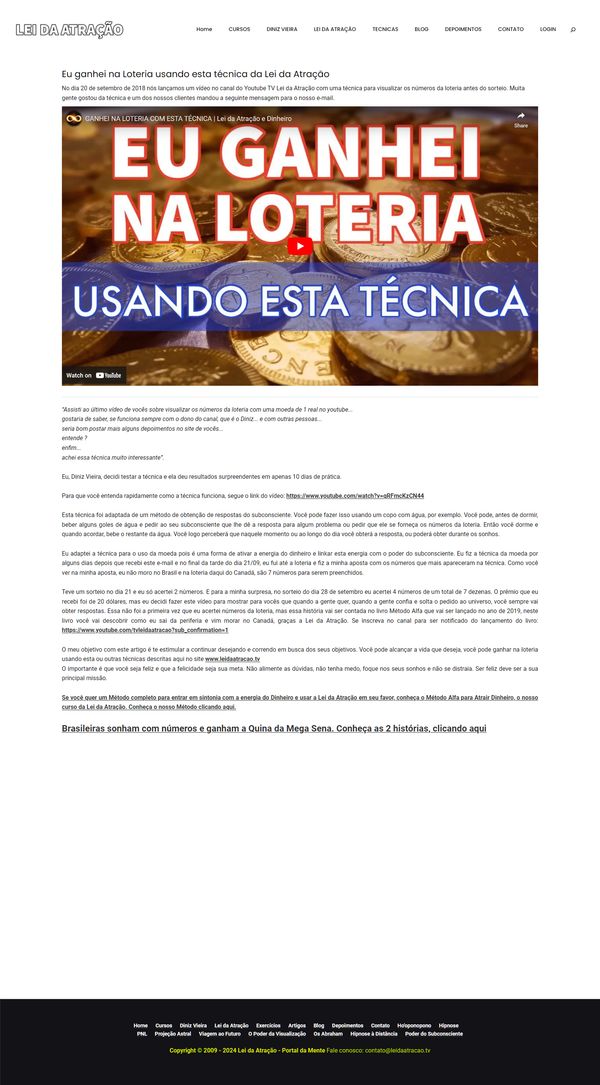 LEI DA ATRAÇÃO
Home CURSOS DINIZ VIEIRA LEI DA ATRAÇÃO TECNICAS BLOG DEPOIMENTOS CONTATO LOGIN
Eu ganhei na Loteria usando esta técnica da Lei da Atração
No dia 20 de setembro de 2018 nós lançamos um vídeo no canal do Youtube TV Lei da Atração com uma técnica para visualizar os números da loteria antes do sorteio. Muita
gente gostou da técnica e um dos nossos clientes mandou a seguinte mensagem para o nosso e-mail.
GANHEI NA LOTERIA COM ESTA TÉCNICA | Lei da Atração e Dinheiro
Share
EU GANHEI
NA LOTERIA
USANDO ESTA TÉCNICA
Watch on YouTube
"Assisti ao último vídeo de vocês sobre visualizar os números da loteria com uma moeda de 1 real no youtube...
gostaria de saber, se funciona sempre com o dono do canal, que é o Diniz... e com outras pessoas...
seria bom postar mais alguns depoimentos no site de vocês...
entende ?
enfim...
achei essa técnica muito interessante".
Eu, Diniz Vieira, decidi testar a técnica e ela deu resultados surpreendentes em apenas 10 dias de prática.
Para que você entenda rapidamente como a técnica funciona, segue o link do vídeo: https://www.youtube.com/watch?v=qRFmcKzCN44
Esta técnica foi adaptada de um método de obtenção de respostas do subconsciente. Você pode fazer isso usando um copo com água, por exemplo. Você pode, antes de dormir,
beber alguns goles de água e pedir ao seu subconsciente que lhe dê a resposta para algum problema ou pedir que ele se forneça os números da loteria. Então você dorme e
quando acordar, bebe o restante da água. Você logo perceberá que naquele momento ou ao longo do dia você obterá a resposta, ou poderá obter durante os sonhos.
Eu adaptei a técnica para o uso da moeda pois é uma forma de ativar a energia do dinheiro e linkar esta energia com o poder do subconsciente. Eu fiz a técnica da moeda por
alguns dias depois que recebi este e-mail e no final da tarde do dia 21/09, eu fui até a loteria e fiz a minha aposta com os números que mais apareceram na técnica. Como você
ver na minha aposta, eu não moro no Brasil e na loteria daqui do Canadá, são 7 números para serem preenchidos.
Teve um sorteio no dia 21 e eu só acertei 2 números. E para a minha surpresa, no sorteio do dia 28 de setembro eu acertei 4 números de um total de 7 dezenas. O prêmio que eu
recebi foi de 20 dólares, mas eu decidi fazer este vídeo para mostrar para vocês que quando a gente quer, quando a gente confia e solta o pedido ao universo, você sempre vai
obter respostas. Essa não foi a primeira vez que eu acertei números da loteria, mas essa história vai ser contada no livro Método Alfa que vai ser lançado no ano de 2019, neste
livro você vai descobrir como eu sai da periferia e vim morar no Canadá, graças a Lei da Atração. Se inscreva no canal para ser notificado do lançamento do livro:
https://www.youtube.com/tvleidaatracao?sub_confirmation=1
O meu objetivo com este artigo é te estimular a continuar desejando e correndo em busca dos seus objetivos. Você pode alcançar a vida que deseja, você pode ganhar na loteria
usando esta ou outras técnicas descritas aqui no site www.leidaatracao.tv
O importante é que você seja feliz e que a felicidade seja sua meta. Não alimente as dúvidas, não tenha medo, foque nos seus sonhos e não se distraia. Ser feliz deve ser a sua
principal missão.
Se você quer um Método completo para entrar em sintonia com a energia do Dinheiro e usar a Lei da Atração em seu favor, conheça o Método Alfa para Atrair Dinheiro, o nosso
curso da Lei da Atração. Conheça o nosso Método clicando aqui.
Brasileiras sonham com números e ganham a Quina da Mega Sena. Conheça as 2 histórias, clicando aqui
Home Cursos Diniz Vieira Lei da Atração Exercícios Artigos Blog Depoimentos Contato Ho'oponopono Hipnose
PNL Projeção Astral Viagem ao Futuro O Poder da Visualização Os Abraham Hipnose à Distância Poder do Subconsciente
Copyright © 2009 - 2024 Lei da Atração - Portal da Mente Fale conosco: contato@leidaatracao.tv